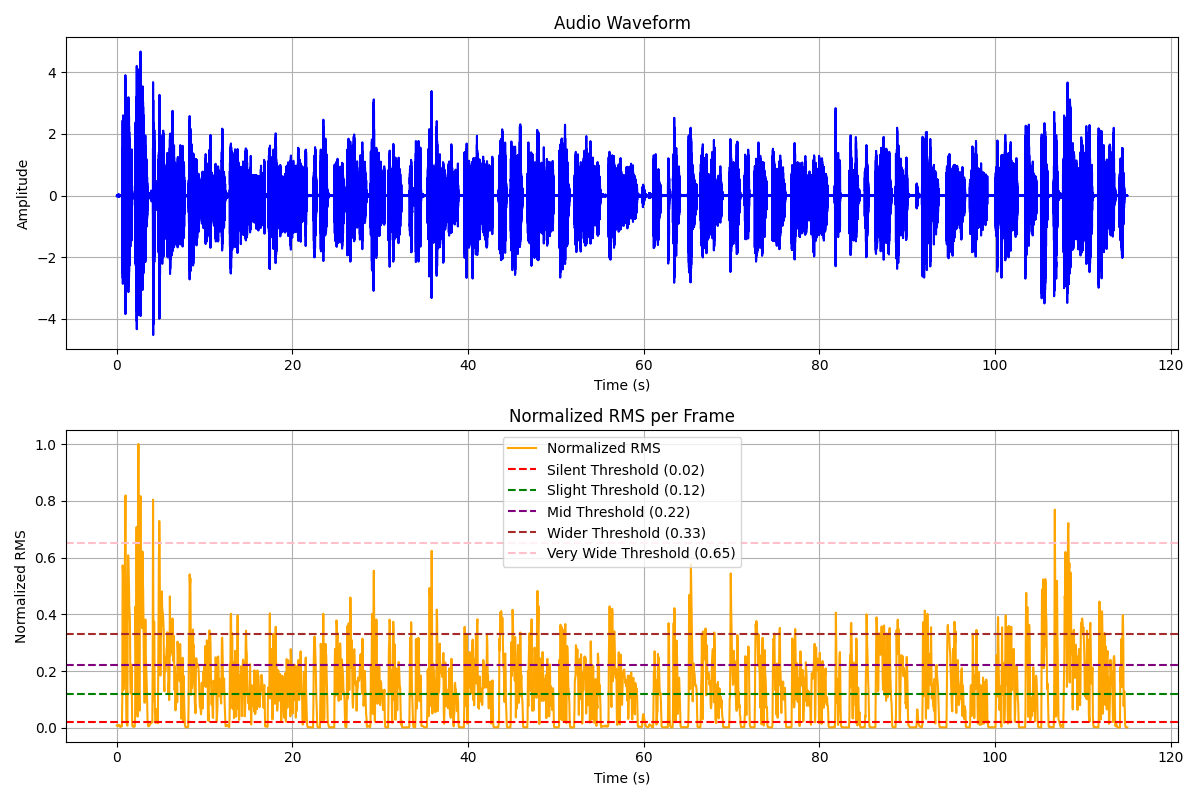 Audio Waveform
4
2
0
−2
−4
Amplitude
0 20 40 60 80 100 120
Time (s)
Normalized RMS per Frame
1.0
0.8
0.6
0.4
0.2
0.0
Normalized RMS
Normalized RMS
Silent Threshold (0.02)
Slight Threshold (0.12)
Mid Threshold (0.22)
Wider Threshold (0.33)
Very Wide Threshold (0.65)
0 20 40 60 80 100 120
Time (s)